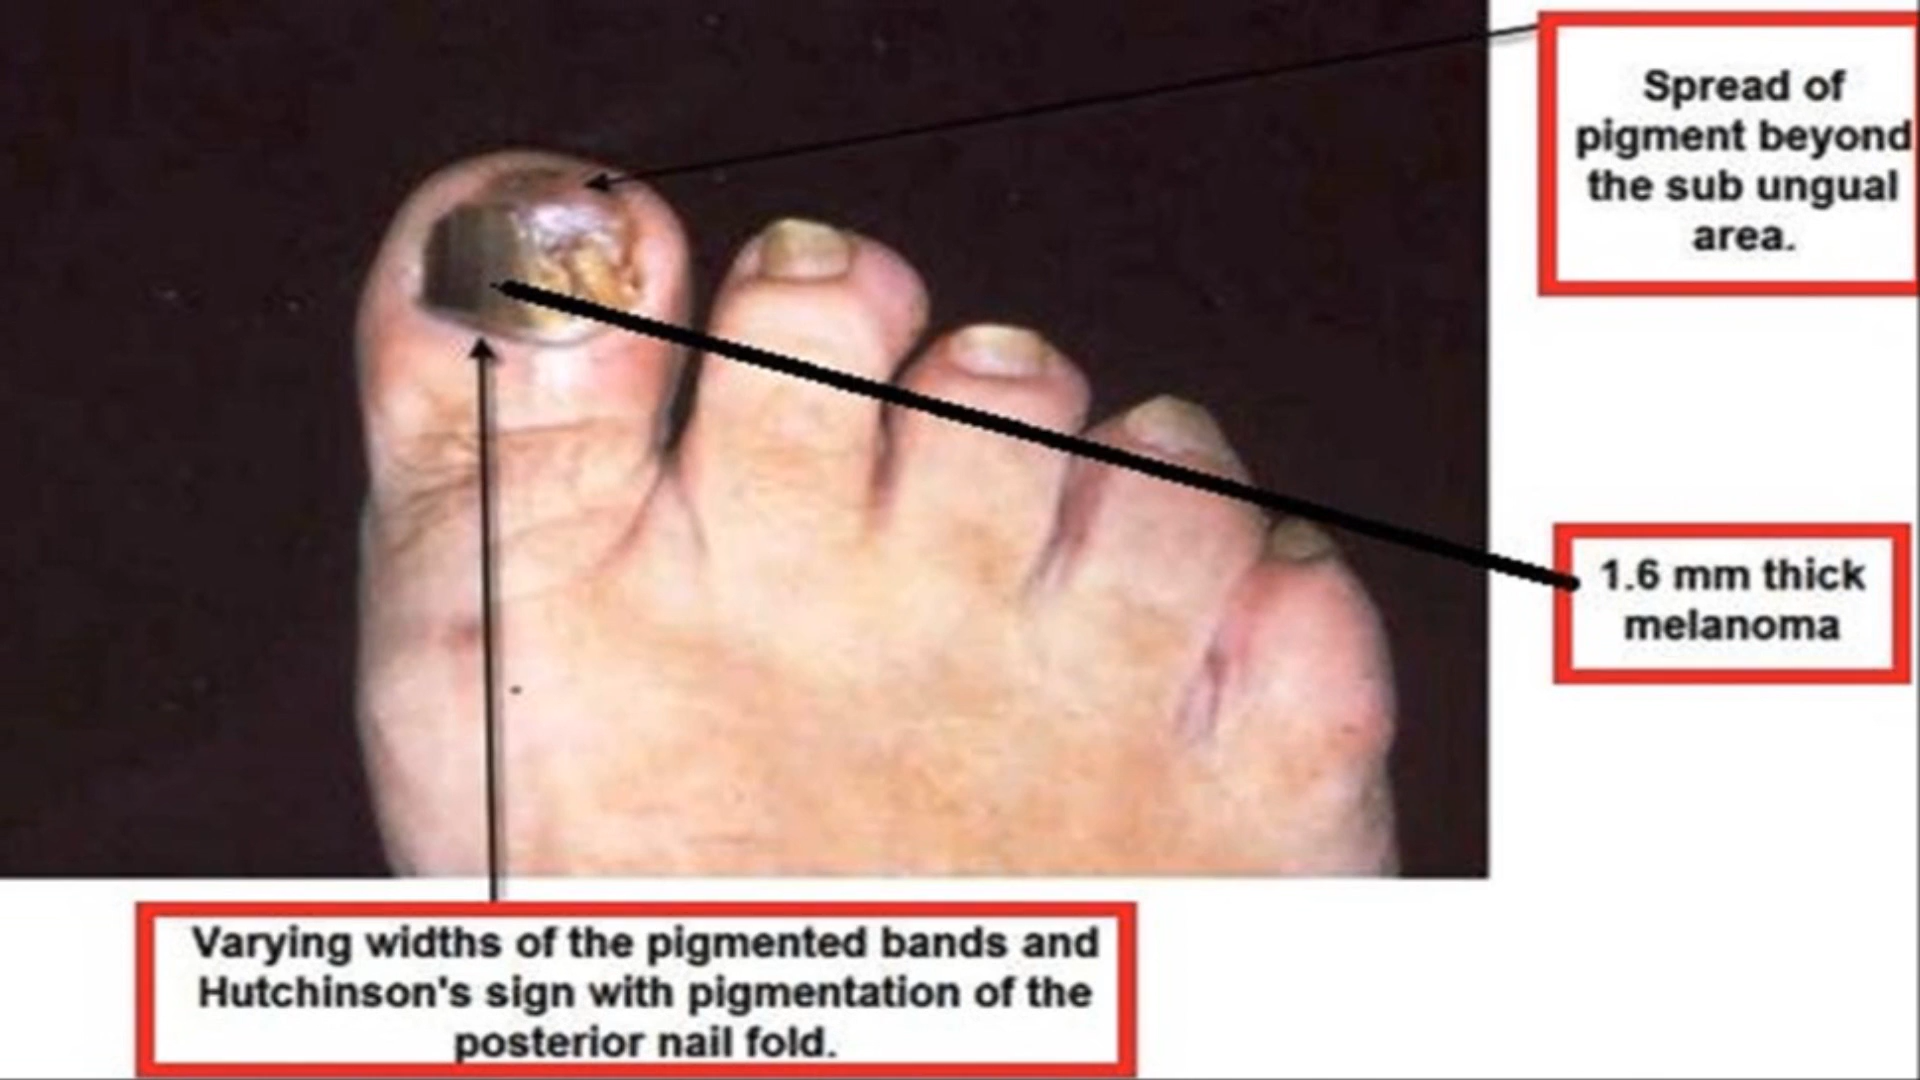 Spread of
pigment beyond
the sub ungual
area.
1.6 mm thick
melanoma
Varying widths of the pigmented bands and
Hutchinson's sign with pigmentation of the
posterior nail fold.